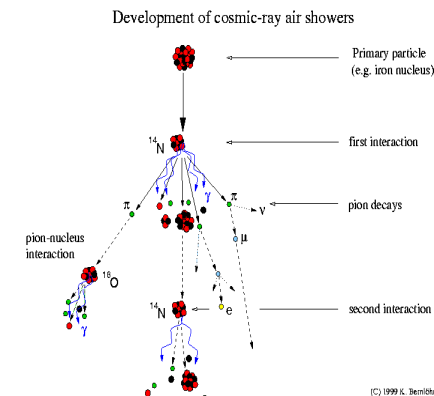 Development of cosmic-ray air showers
Primary particle
(e.g. iron nucleus)
¹⁴N
first interaction
γ
π
π
ν
pion decays
μ
pion-nucleus
interaction
¹⁶O
¹⁴N
e
second interaction
γ
(C) 1999 K. Bernlöhr